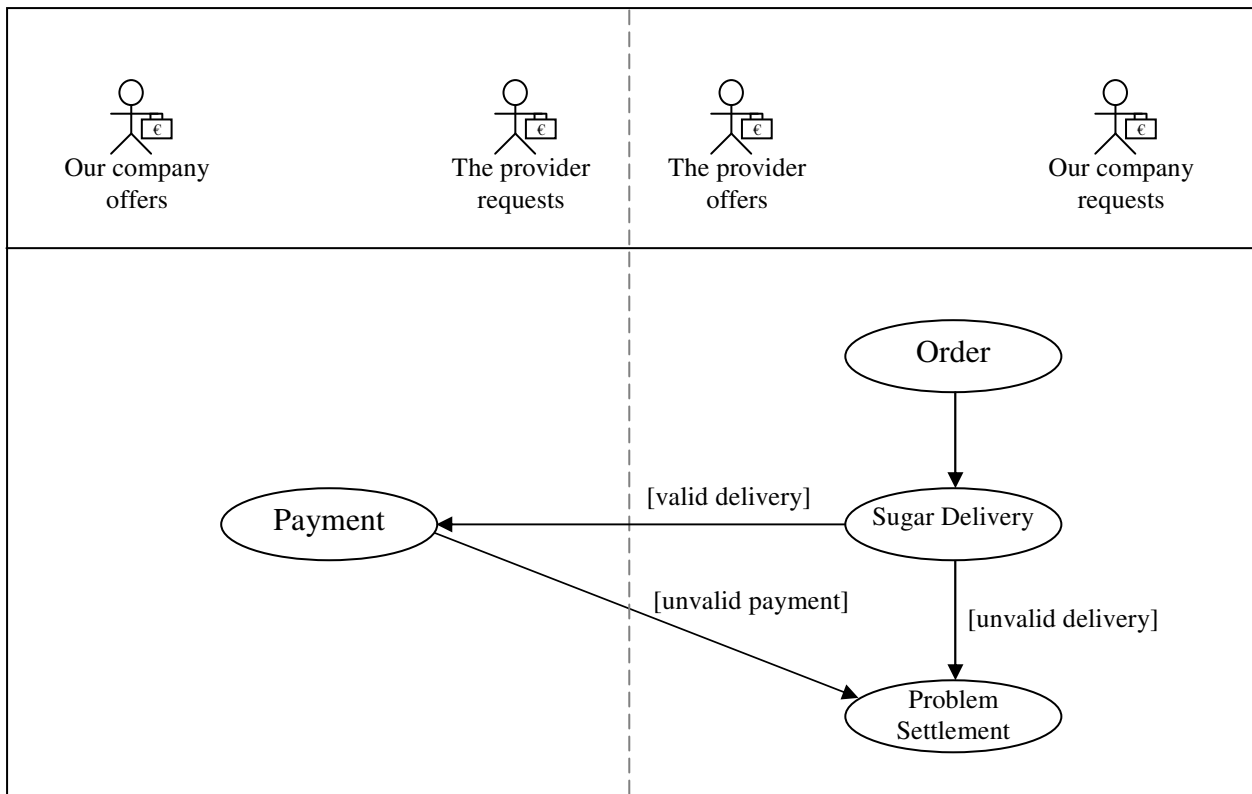 €
€
€
€
Our company
offers
The provider
requests
The provider
offers
Our company
requests
Order
[valid delivery]
Payment
Sugar Delivery
[unvalid payment]
[unvalid delivery]
Problem
Settlement